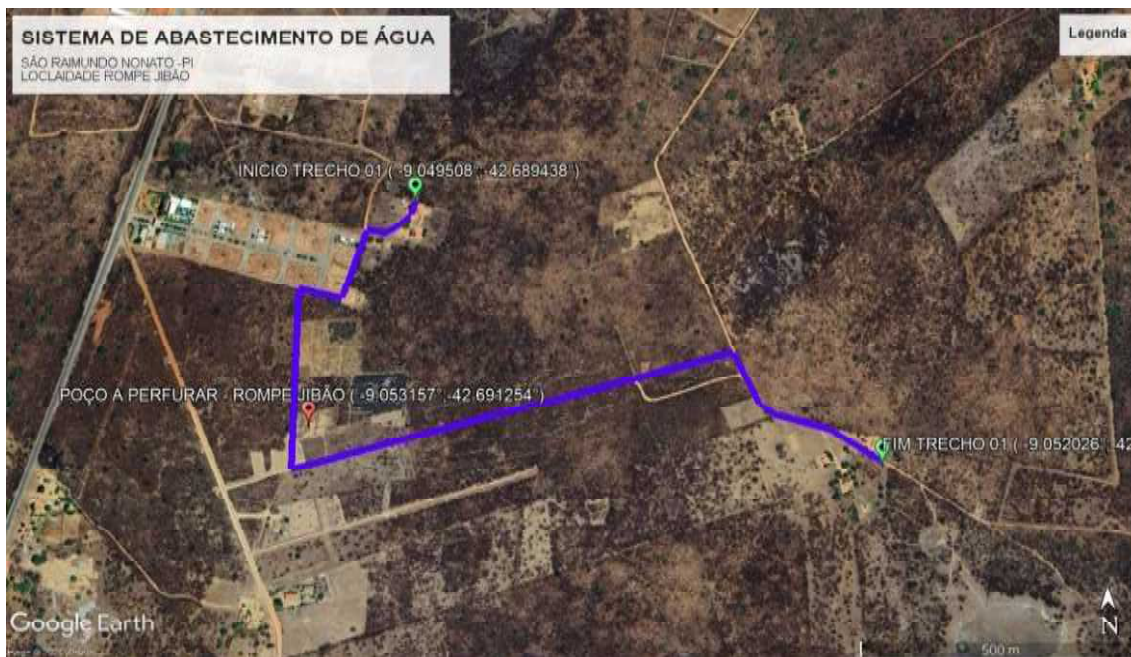 SISTEMA DE ABASTECIMENTO DE ÁGUA
SÃO RAIMUNDO NONATO -PI
LOCLAIDADE ROMPE JIBÃO
Legenda
INICIO TRECHO 01 ( -9.049508°,-42.689438°)
POÇO A PERFURAR - ROMPE JIBÃO ( -9.053157°,-42.691254°)
FIM TRECHO 01 ( -9.052026°,-42
Google Earth
N
500 m